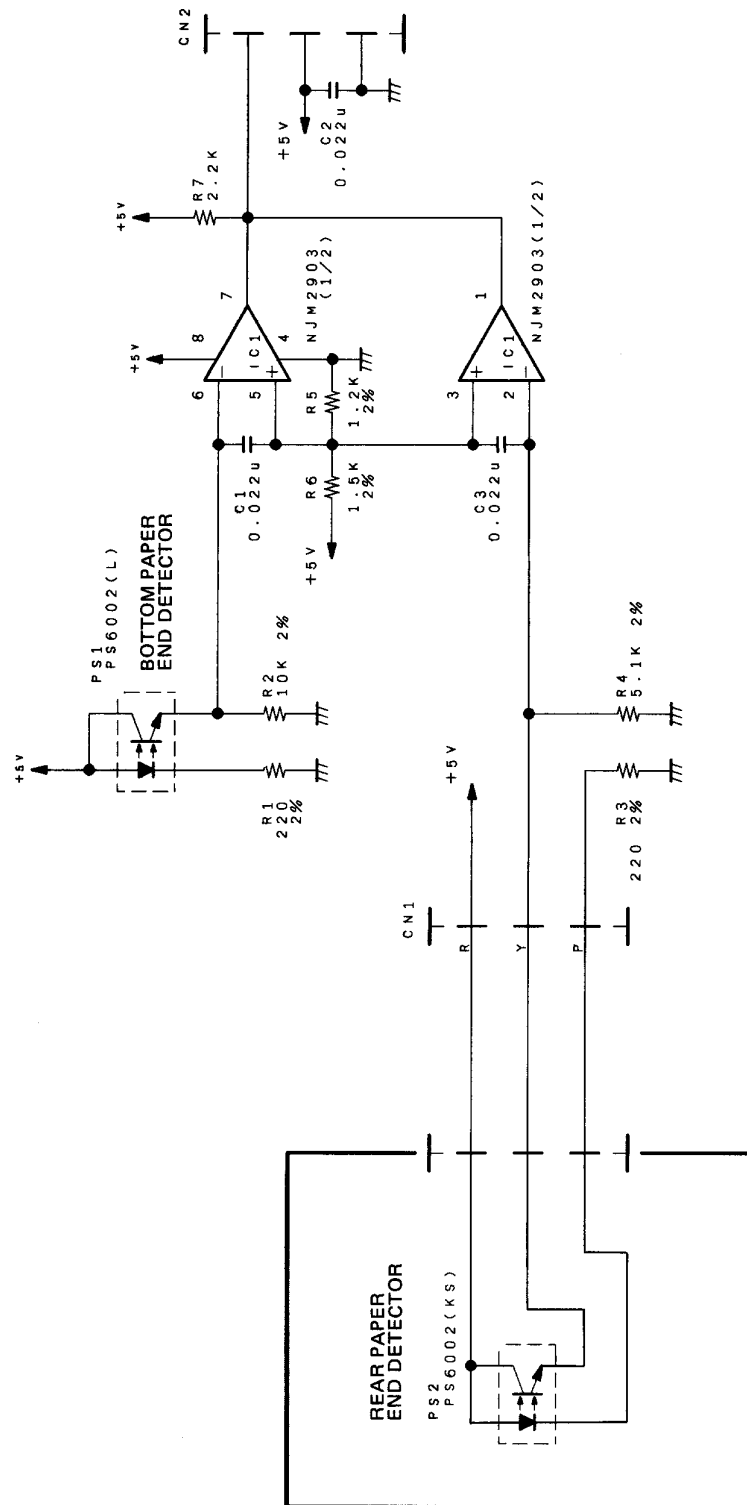 CN2
+5V
C2
0.022u
+5V
R7
2.2K
+5V
8
7
6
5
4
IC1
−
+
NJM2903
(1/2)
R5
1.2K
2%
C1
0.022u
R6
1.5K
2%
+5V
3
2
1
IC1
+
−
NJM2903(1/2)
C3
0.022u
PS1
PS6002(L)
BOTTOM PAPER
END DETECTOR
+5V
R2
10K 2%
R1
220
2%
R4
5.1K 2%
+5V
R3
220 2%
CN1
R
Y
P
REAR PAPER
END DETECTOR
PS2
PS6002(KS)